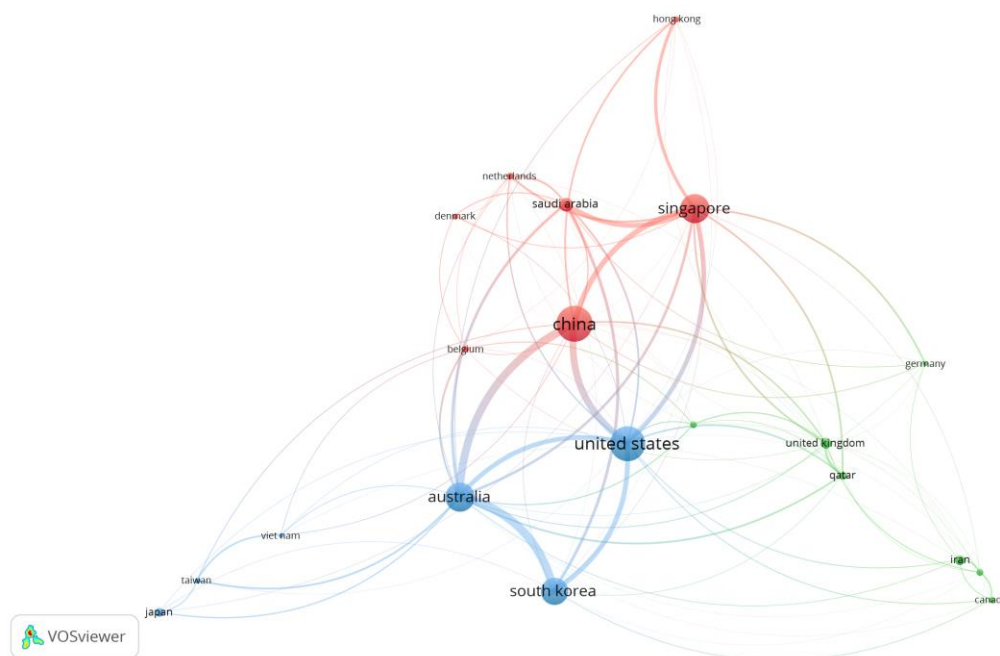 hong kong
netherlands
saudi arabia
denmark
singapore
china
belgium
germany
united states
united kingdom
qatar
australia
viet nam
iran
taiwan
south korea
canad
japan
VOSviewer